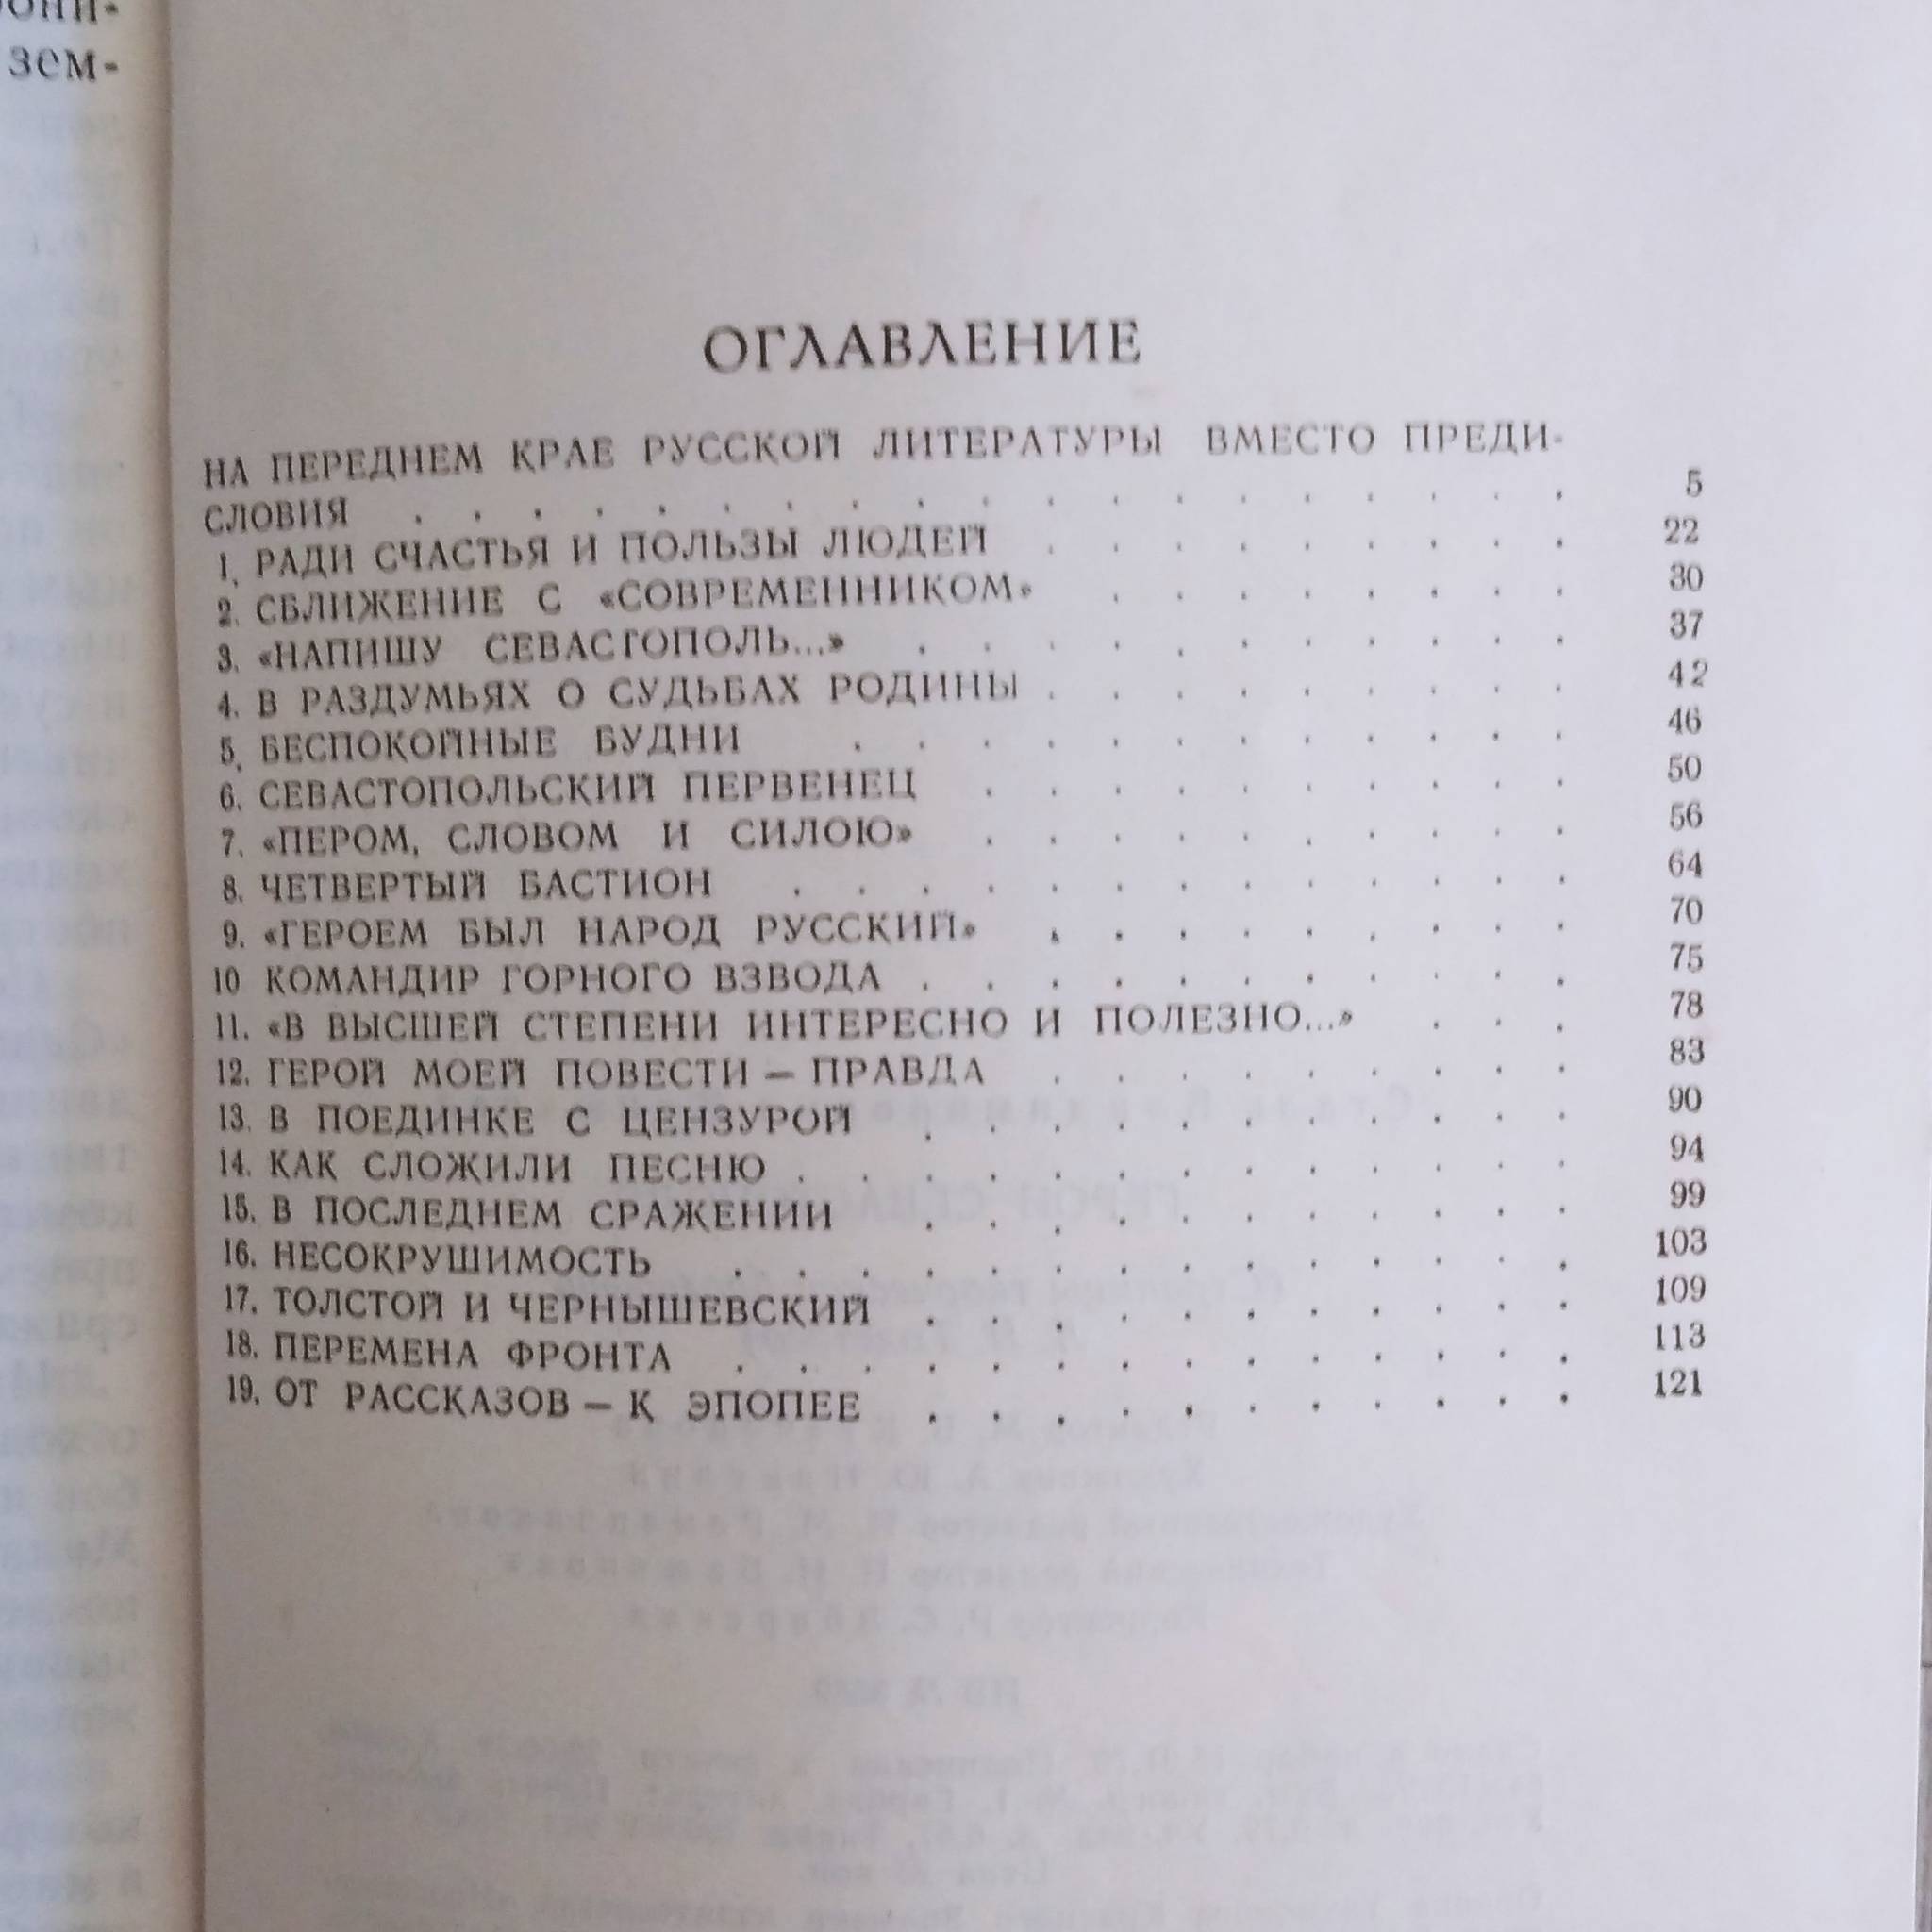 зем-
ОГЛАВЛЕНИЕ
НА ПЕРЕДНЕМ КРАЕ РУССКОЙ ЛИТЕРАТУРЫ ВМЕСТО ПРЕДИ-
СЛОВИЯ . . . . . . . . . . . . . . . . . . . 5
1. РАДИ СЧАСТЬЯ И ПОЛЬЗЫ ЛЮДЕЙ . . . . . . . . . 22
2. СБЛИЖЕНИЕ С «СОВРЕМЕННИКОМ» . . . . . . . . 30
3. «НАПИШУ СЕВАСТОПОЛЬ...» . . . . . . . . . . . 37
4. В РАЗДУМЬЯХ О СУДЬБАХ РОДИНЫ . . . . . . . . . 42
5. БЕСПОКОЙНЫЕ БУДНИ . . . . . . . . . . . . 46
6. СЕВАСТОПОЛЬСКИЙ ПЕРВЕНЕЦ . . . . . . . . . . 50
7. «ПЕРОМ, СЛОВОМ И СИЛОЮ» . . . . . . . . . . 56
8. ЧЕТВЕРТЫЙ БАСТИОН . . . . . . . . . . . . . 64
9. «ГЕРОЕМ БЫЛ НАРОД РУССКИЙ» . . . . . . . . . 70
10 КОМАНДИР ГОРНОГО ВЗВОДА . . . . . . . . . . . 75
11. «В ВЫСШЕЙ СТЕПЕНИ ИНТЕРЕСНО И ПОЛЕЗНО...» . . . 78
12. ГЕРОЙ МОЕЙ ПОВЕСТИ — ПРАВДА . . . . . . . . . 83
13. В ПОЕДИНКЕ С ЦЕНЗУРОЙ . . . . . . . . . . . 90
14. КАК СЛОЖИЛИ ПЕСНЮ . . . . . . . . . . . . . 94
15. В ПОСЛЕДНЕМ СРАЖЕНИИ . . . . . . . . . . . 99
16. НЕСОКРУШИМОСТЬ . . . . . . . . . . . . . . 103
17. ТОЛСТОЙ И ЧЕРНЫШЕВСКИЙ . . . . . . . . . . . 109
18. ПЕРЕМЕНА ФРОНТА . . . . . . . . . . . . . . 113
19. ОТ РАССКАЗОВ — К ЭПОПЕЕ . . . . . . . . . . . 121